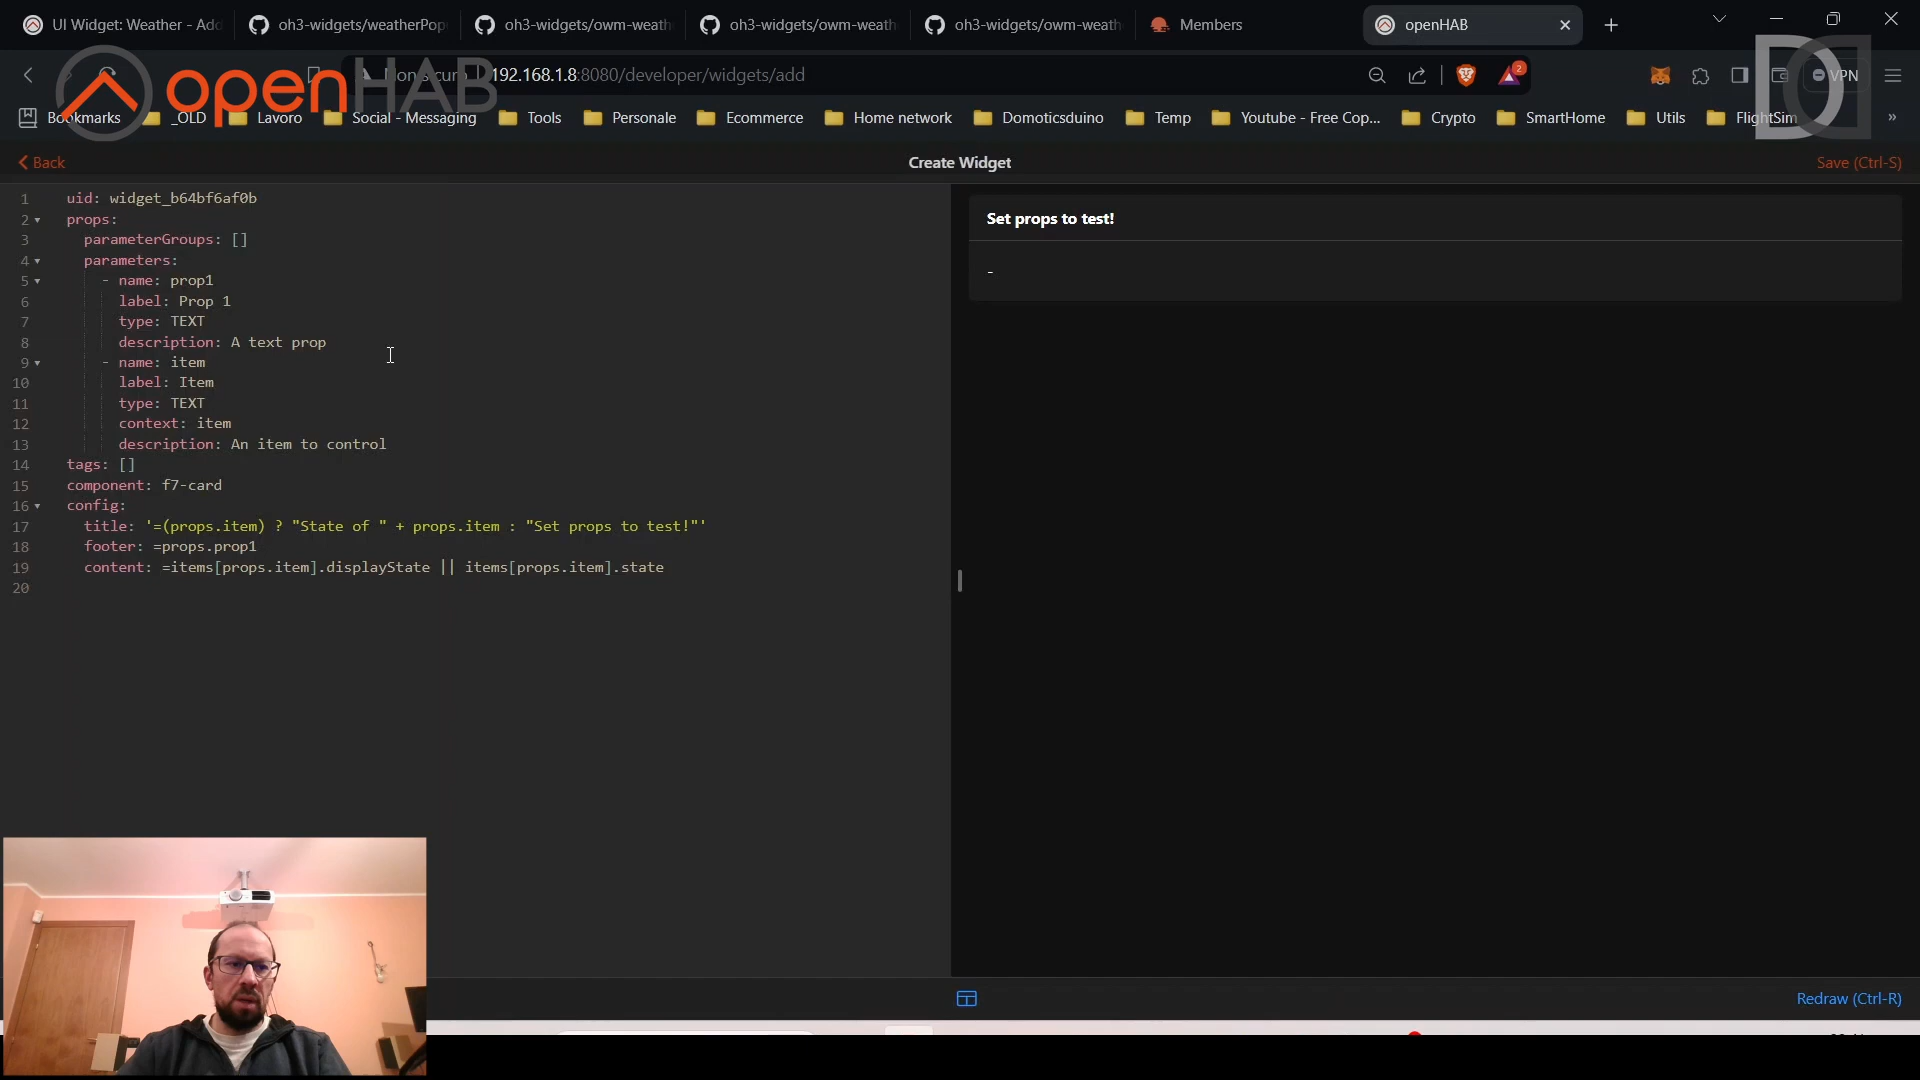 UI Widget: Weather - Add
oh3-widgets/weatherPop
oh3-widgets/owm-weath
oh3-widgets/owm-weath
oh3-widgets/owm-weath
Members
openHAB
openHAB
Non sicuro
192.168.1.8:8080/developer/widgets/add
2
VPN
Bookmarks
_OLD
Lavoro
Social - Messaging
Tools
Personale
Ecommerce
Home network
Domoticsduino
Temp
Youtube - Free Cop...
Crypto
SmartHome
Utils
FlightSim
»
Back
Create Widget
Save (Ctrl-S)
1 uid: widget_b64bf6af0b
2 props:
3 parameterGroups: []
4 parameters:
5 - name: prop1
6 label: Prop 1
7 type: TEXT
8 description: A text prop
9 - name: item
10 label: Item
11 type: TEXT
12 context: item
13 description: An item to control
14 tags: []
15 component: f7-card
16 config:
17 title: '=(props.item) ? "State of " + props.item : "Set props to test!"'
18 footer: =props.prop1
19 content: =items[props.item].displayState || items[props.item].state
20
Set props to test!
-
Redraw (Ctrl-R)